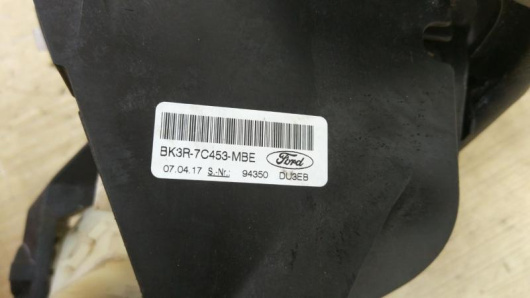 BK3R-7C453-MBE Ford
07.04.17 S.-Nr.: 94350 DU3EB